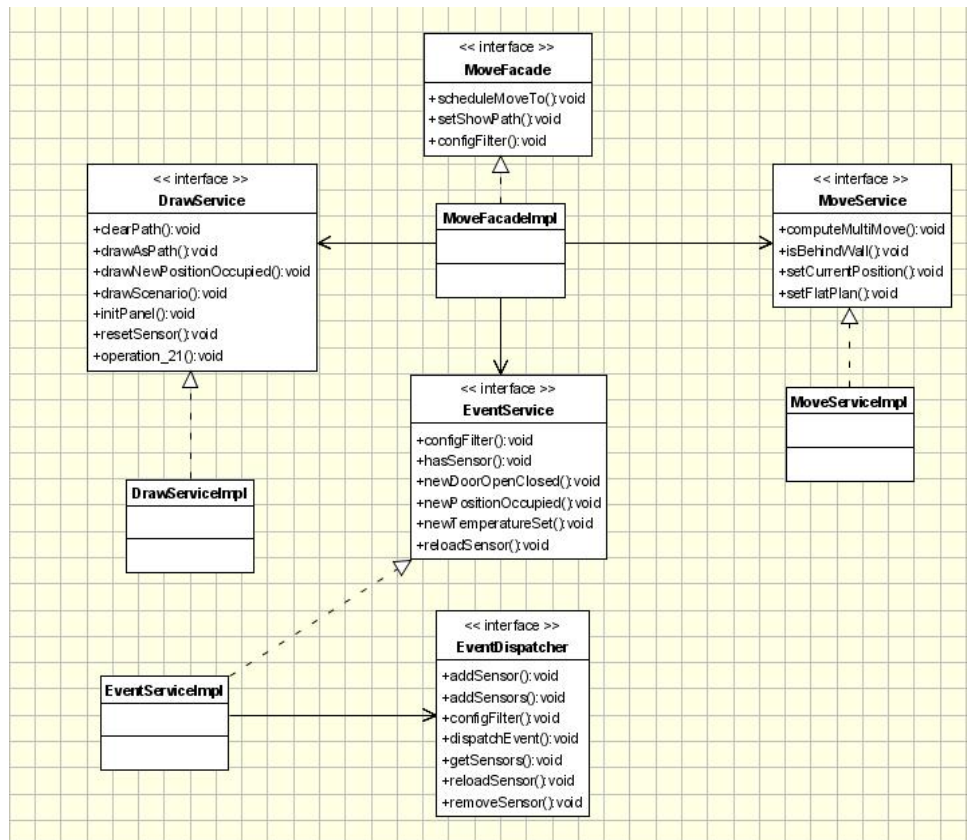 << interface >>
MoveFacade
+scheduleMoveTo():void
+setShowPath():void
+configFilter():void
<< interface >>
DrawService
+clearPath():void
+drawAsPath():void
+drawNewPositionOccupied():void
+drawScenario():void
+initPanel():void
+resetSensor():void
+operation_21():void
MoveFacadeImpl
<< interface >>
MoveService
+computeMultiMove():void
+isBehindWall():void
+setCurrentPosition():void
+setFlatPlan():void
<< interface >>
EventService
+configFilter():void
+hasSensor():void
+newDoorOpenClosed():void
+newPositionOccupied():void
+newTemperatureSet():void
+reloadSensor():void
MoveServiceImpl
DrawServiceImpl
<< interface >>
EventDispatcher
+addSensor():void
+addSensors():void
+configFilter():void
+dispatchEvent():void
+getSensors():void
+reloadSensor():void
+removeSensor():void
EventServiceImpl